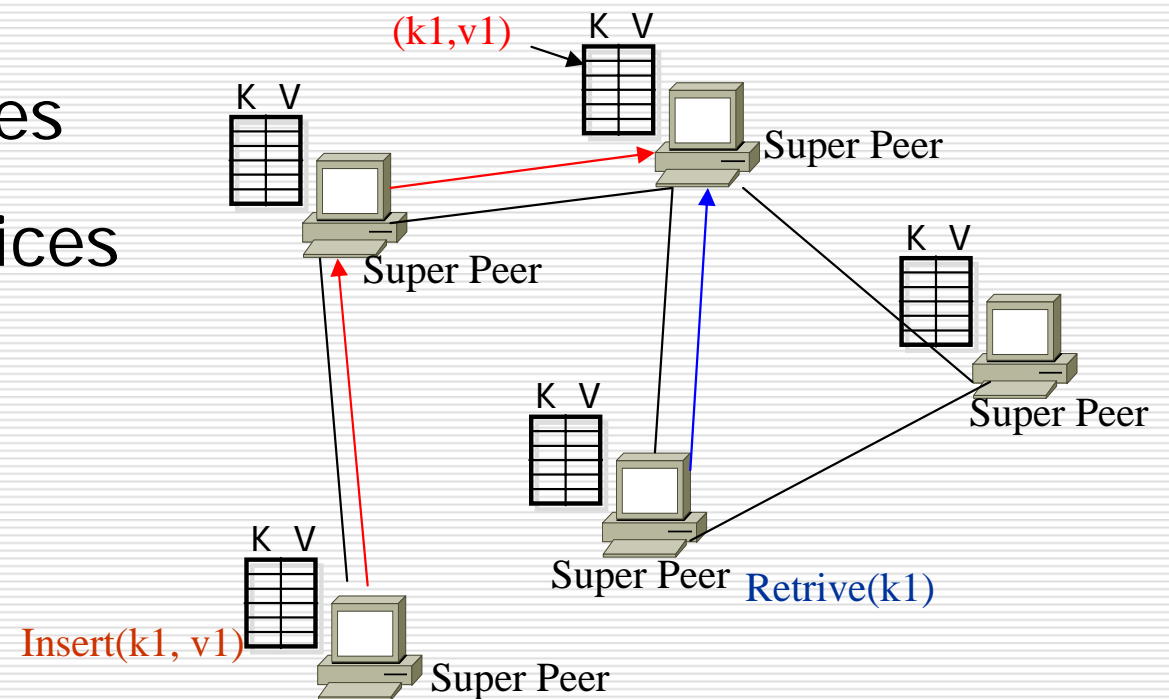 (k1,v1)
K V
K V
es
Super Peer
ices
K V
Super Peer
K V
Super Peer
K V
Super Peer
Retrive(k1)
Insert(k1, v1)
Super Peer